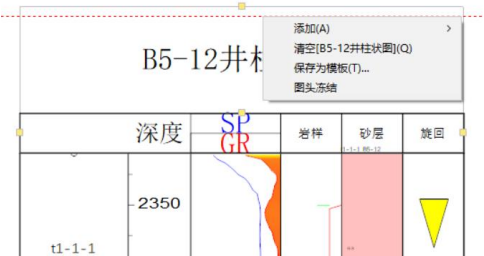 添加(A)
清空[B5-12井柱状图](Q)
保存为模板(T)...
图头冻结
B5-12井
深度
SP
GR
岩样
砂层
旋回
2350
t1-1-1